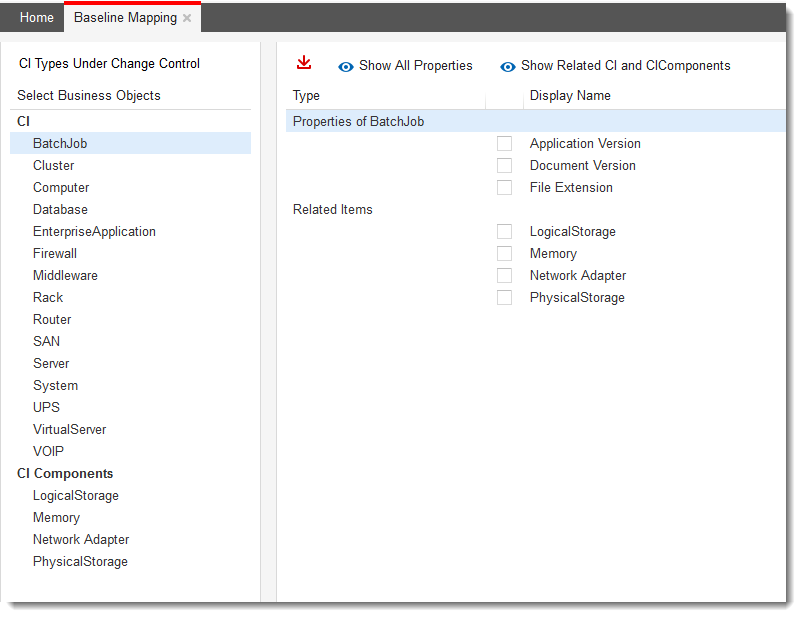 Home
Baseline Mapping ×
CI Types Under Change Control
Select Business Objects
CI
BatchJob
Cluster
Computer
Database
EnterpriseApplication
Firewall
Middleware
Rack
Router
SAN
Server
System
UPS
VirtualServer
VOIP
CI Components
LogicalStorage
Memory
Network Adapter
PhysicalStorage
Show All Properties
Show Related CI and CIComponents
Type Display Name
Properties of BatchJob
Application Version
Document Version
File Extension
Related Items
LogicalStorage
Memory
Network Adapter
PhysicalStorage